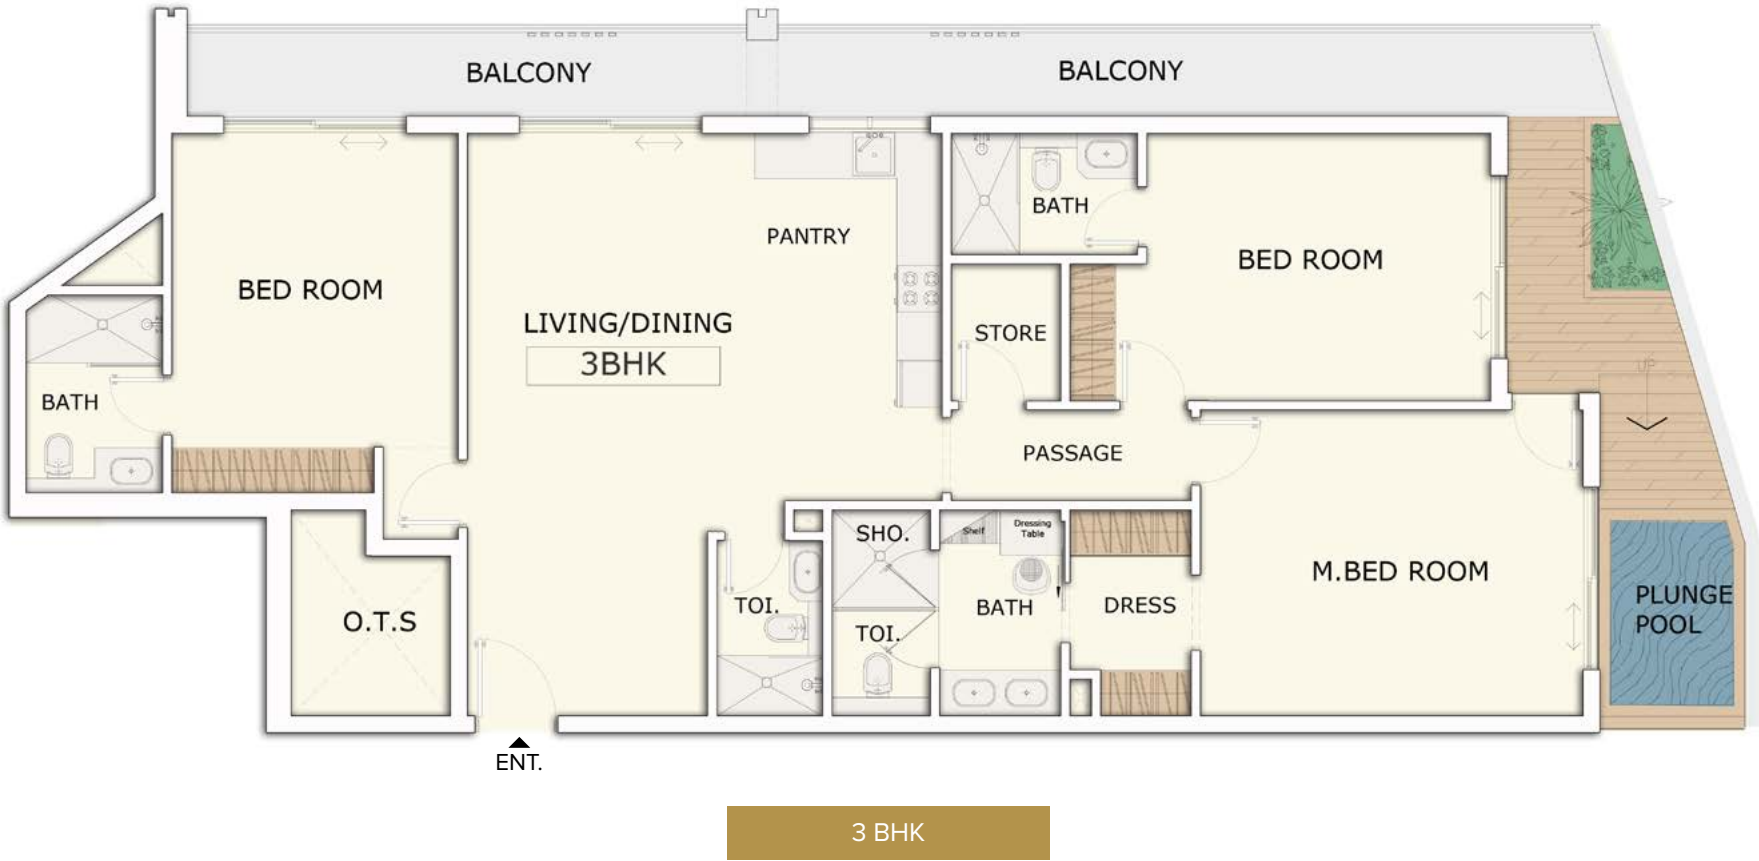 BALCONY
BALCONY
BATH
PANTRY
BED ROOM
BED ROOM
LIVING/DINING
3BHK
STORE
UP
BATH
PASSAGE
SHO.
Shelf
Dressing
Table
M.BED ROOM
TOI.
BATH
DRESS
PLUNGE
POOL
O.T.S
TOI.
ENT.
3 BHK